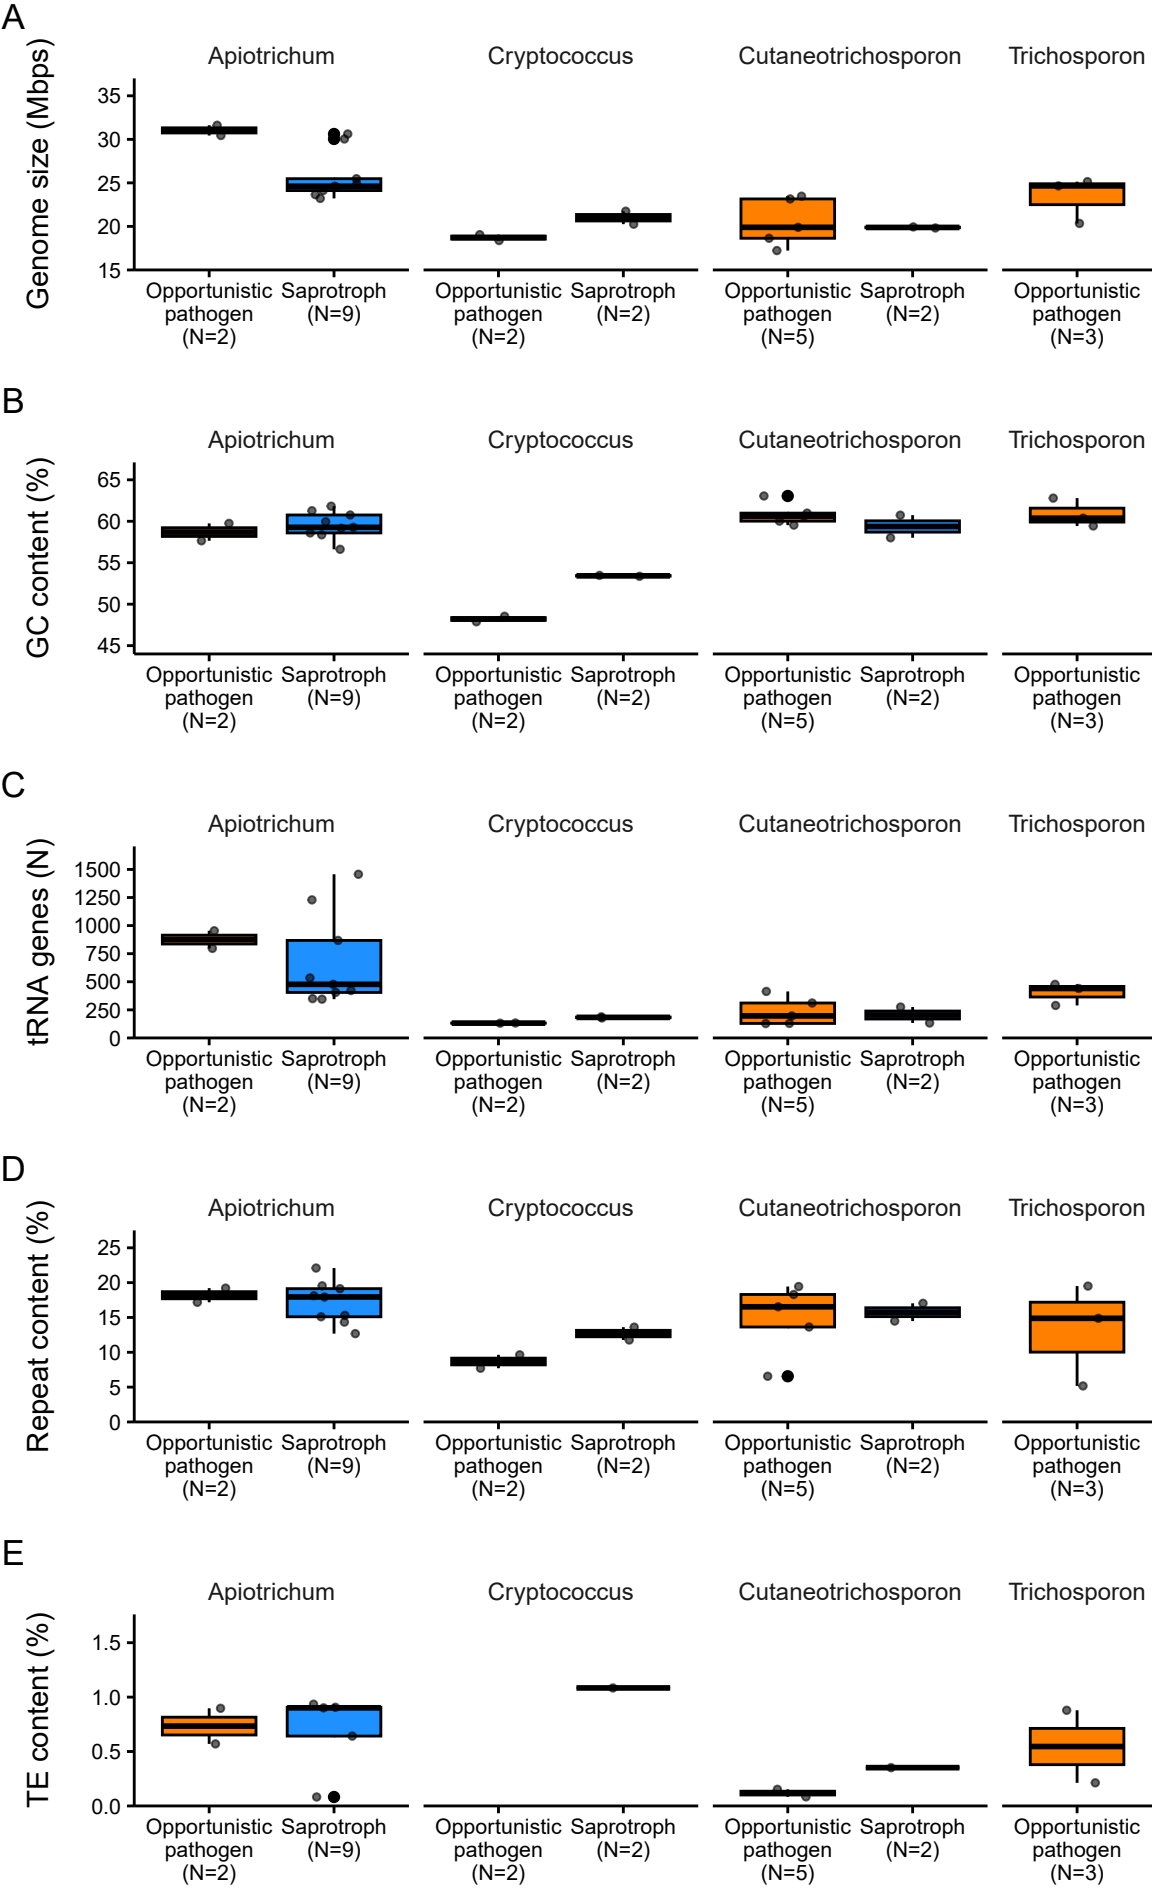 A
Apiotrichum
Cryptococcus
Cutaneotrichosporon
Trichosporon
Genome size (Mbps)
35
30
25
20
15
Opportunistic pathogen (N=2)
Saprotroph (N=9)
Opportunistic pathogen (N=2)
Saprotroph (N=2)
Opportunistic pathogen (N=5)
Saprotroph (N=2)
Opportunistic pathogen (N=3)
B
Apiotrichum
Cryptococcus
Cutaneotrichosporon
Trichosporon
GC content (%)
65
60
55
50
45
Opportunistic pathogen (N=2)
Saprotroph (N=9)
Opportunistic pathogen (N=2)
Saprotroph (N=2)
Opportunistic pathogen (N=5)
Saprotroph (N=2)
Opportunistic pathogen (N=3)
C
Apiotrichum
Cryptococcus
Cutaneotrichosporon
Trichosporon
tRNA genes (N)
1500
1250
1000
750
500
250
0
Opportunistic pathogen (N=2)
Saprotroph (N=9)
Opportunistic pathogen (N=2)
Saprotroph (N=2)
Opportunistic pathogen (N=5)
Saprotroph (N=2)
Opportunistic pathogen (N=3)
D
Apiotrichum
Cryptococcus
Cutaneotrichosporon
Trichosporon
Repeat content (%)
25
20
15
10
5
0
Opportunistic pathogen (N=2)
Saprotroph (N=9)
Opportunistic pathogen (N=2)
Saprotroph (N=2)
Opportunistic pathogen (N=5)
Saprotroph (N=2)
Opportunistic pathogen (N=3)
E
Apiotrichum
Cryptococcus
Cutaneotrichosporon
Trichosporon
TE content (%)
1.5
1.0
0.5
0.0
Opportunistic pathogen (N=2)
Saprotroph (N=9)
Opportunistic pathogen (N=2)
Saprotroph (N=2)
Opportunistic pathogen (N=5)
Saprotroph (N=2)
Opportunistic pathogen (N=3)